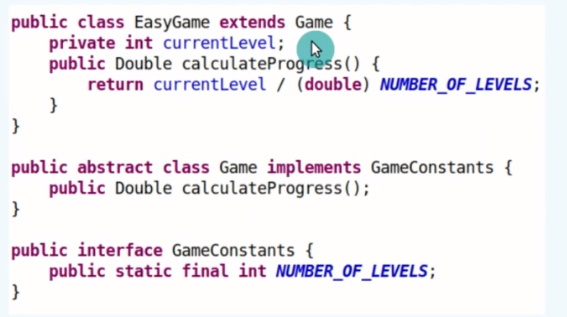 public class EasyGame extends Game {
private int currentLevel;
public Double calculateProgress() {
return currentLevel / (double) NUMBER_OF_LEVELS;
}
}
public abstract class Game implements GameConstants {
public Double calculateProgress();
}
public interface GameConstants {
public static final int NUMBER_OF_LEVELS;
}